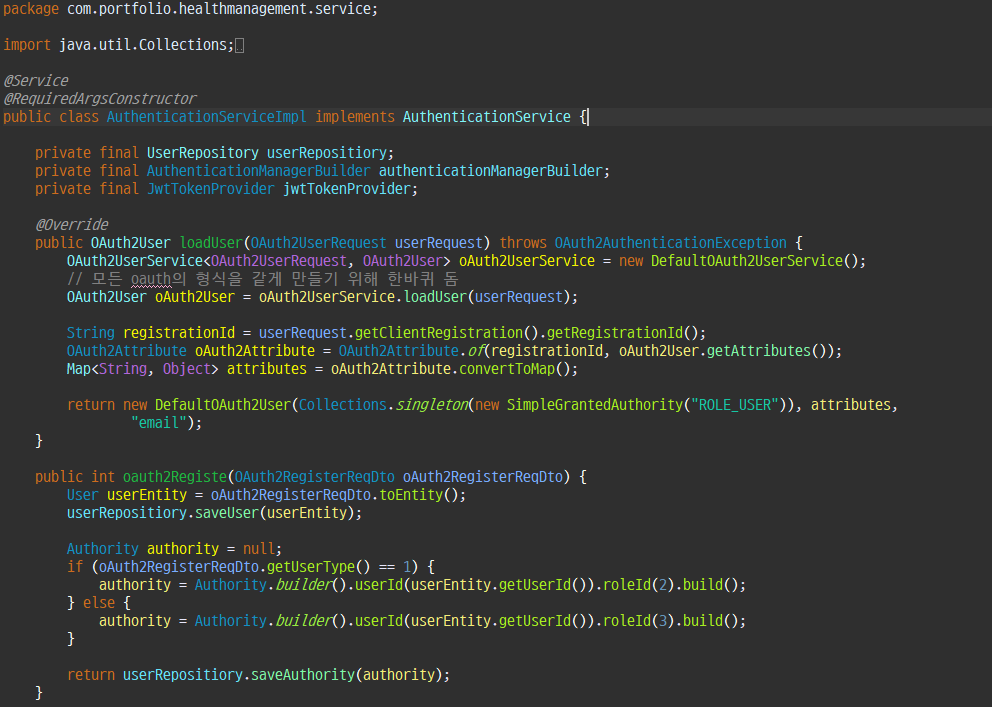 package com.portfolio.healthmanagement.service;
import java.util.Collections;
@Service
@RequiredArgsConstructor
public class AuthenticationServiceImpl implements AuthenticationService {
private final UserRepository userRepositiory;
private final AuthenticationManagerBuilder authenticationManagerBuilder;
private final JwtTokenProvider jwtTokenProvider;
@Override
public OAuth2User loadUser(OAuth2UserRequest userRequest) throws OAuth2AuthenticationException {
OAuth2UserService<OAuth2UserRequest, OAuth2User> oAuth2UserService = new DefaultOAuth2UserService();
// 모든 oauth의 형식을 같게 만들기 위해 한바퀴 돔
OAuth2User oAuth2User = oAuth2UserService.loadUser(userRequest);
String registrationId = userRequest.getClientRegistration().getRegistrationId();
OAuth2Attribute oAuth2Attribute = OAuth2Attribute.of(registrationId, oAuth2User.getAttributes());
Map<String, Object> attributes = oAuth2Attribute.convertToMap();
return new DefaultOAuth2User(Collections.singleton(new SimpleGrantedAuthority("ROLE_USER")), attributes,
"email");
}
public int oauth2Registe(OAuth2RegisterReqDto oAuth2RegisterReqDto) {
User userEntity = oAuth2RegisterReqDto.toEntity();
userRepositiory.saveUser(userEntity);
Authority authority = null;
if (oAuth2RegisterReqDto.getUserType() == 1) {
authority = Authority.builder().userId(userEntity.getUserId()).roleId(2).build();
} else {
authority = Authority.builder().userId(userEntity.getUserId()).roleId(3).build();
}
return userRepositiory.saveAuthority(authority);
}